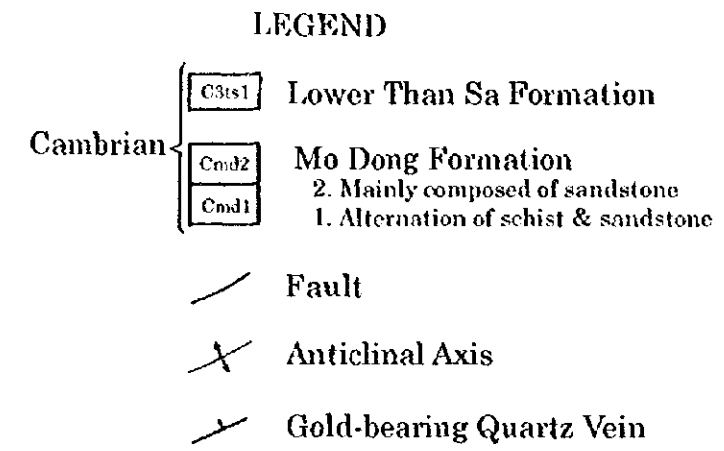 LEGEND
C3ts1 Lower Than Sa Formation
Cambrian
Cmd2 Mo Dong Formation
2. Mainly composed of sandstone
Cmd1 1. Alternation of schist & sandstone
Fault
Anticlinal Axis
Gold-bearing Quartz Vein